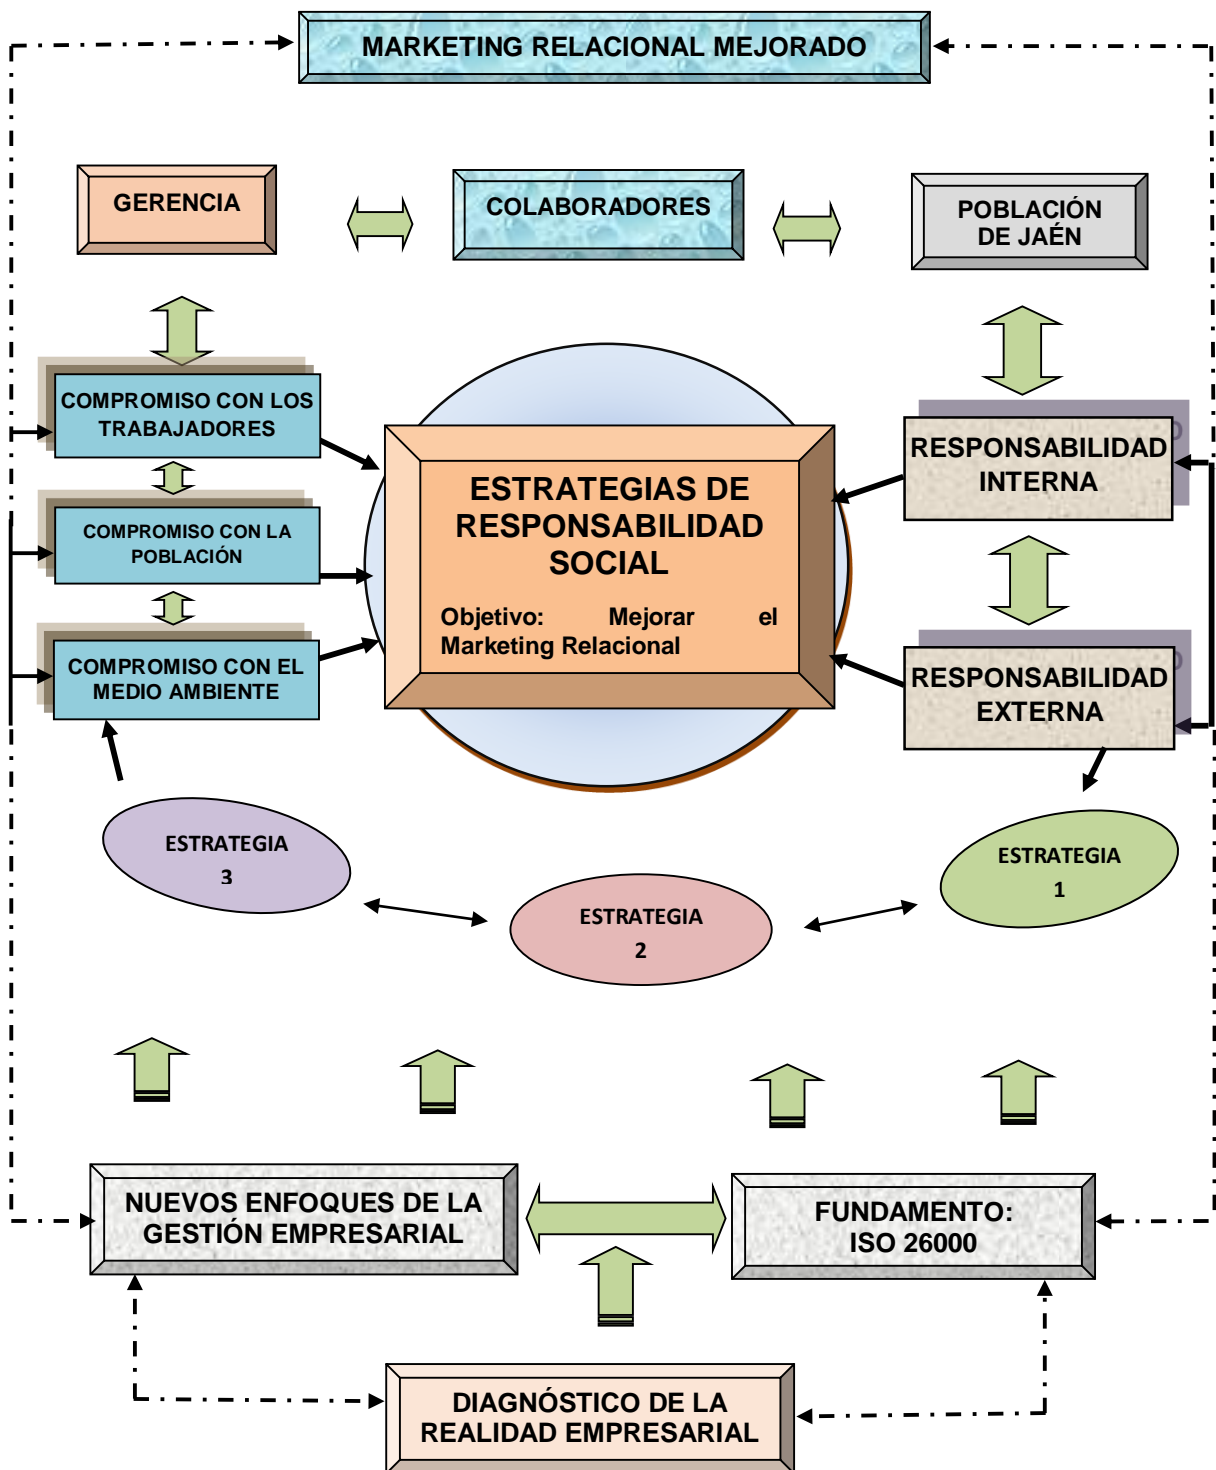 MARKETING RELACIONAL MEJORADO
GERENCIA
COLABORADORES
POBLACIÓN
DE JAÉN
COMPROMISO CON LOS
TRABAJADORES
COMPROMISO CON LA
POBLACIÓN
COMPROMISO CON EL
MEDIO AMBIENTE
ESTRATEGIAS DE
RESPONSABILIDAD
SOCIAL
Objetivo: Mejorar el
Marketing Relacional
RESPONSABILIDAD
INTERNA
RESPONSABILIDAD
EXTERNA
ESTRATEGIA
3
ESTRATEGIA
2
ESTRATEGIA
1
NUEVOS ENFOQUES DE LA
GESTIÓN EMPRESARIAL
FUNDAMENTO:
ISO 26000
DIAGNÓSTICO DE LA
REALIDAD EMPRESARIAL